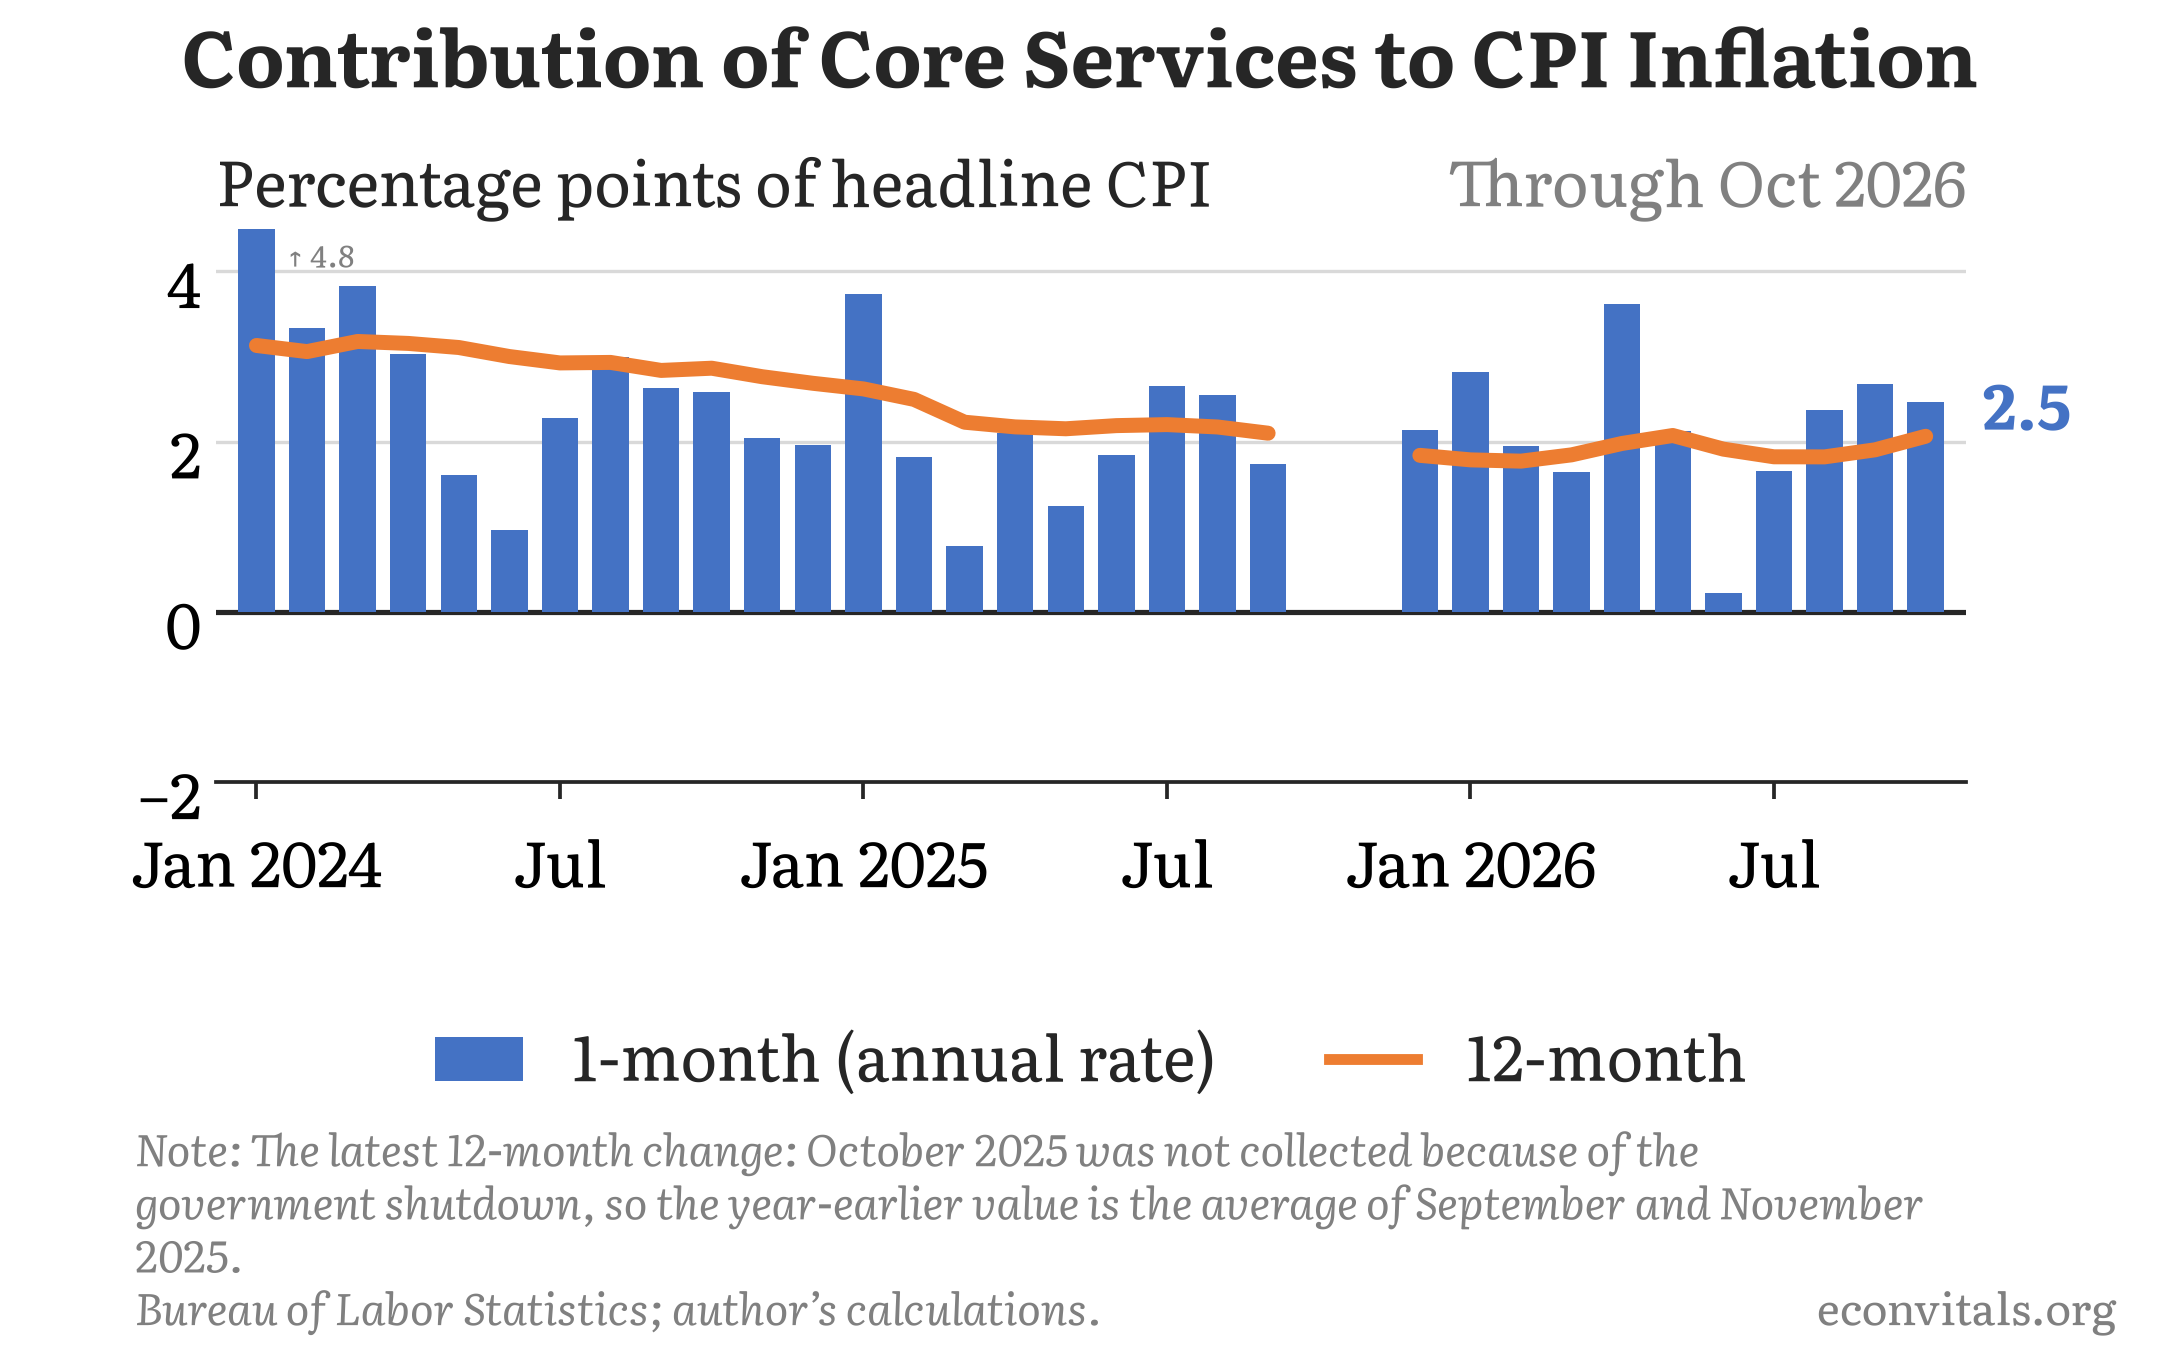 Contribution of Core Services to CPI Inflation
Percentage points of headline CPI
Through Oct 2026
↑ 4.8
4
2
0
−2
2.5
Jan 2024
Jul
Jan 2025
Jul
Jan 2026
Jul
1-month (annual rate)
12-month
Note: The latest 12-month change: October 2025 was not collected because of the
government shutdown, so the year-earlier value is the average of September and November
2025.
Bureau of Labor Statistics; author’s calculations.
econvitals.org